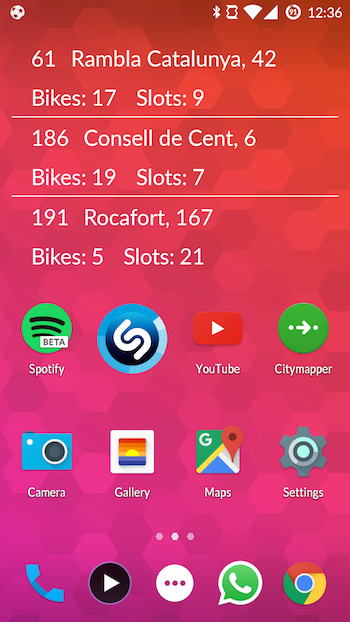 91 12:36
61 Rambla Catalunya, 42
Bikes: 17 Slots: 9
186 Consell de Cent, 6
Bikes: 19 Slots: 7
191 Rocafort, 167
Bikes: 5 Slots: 21
BETA
Spotify YouTube Citymapper
G
Camera Gallery Maps Settings